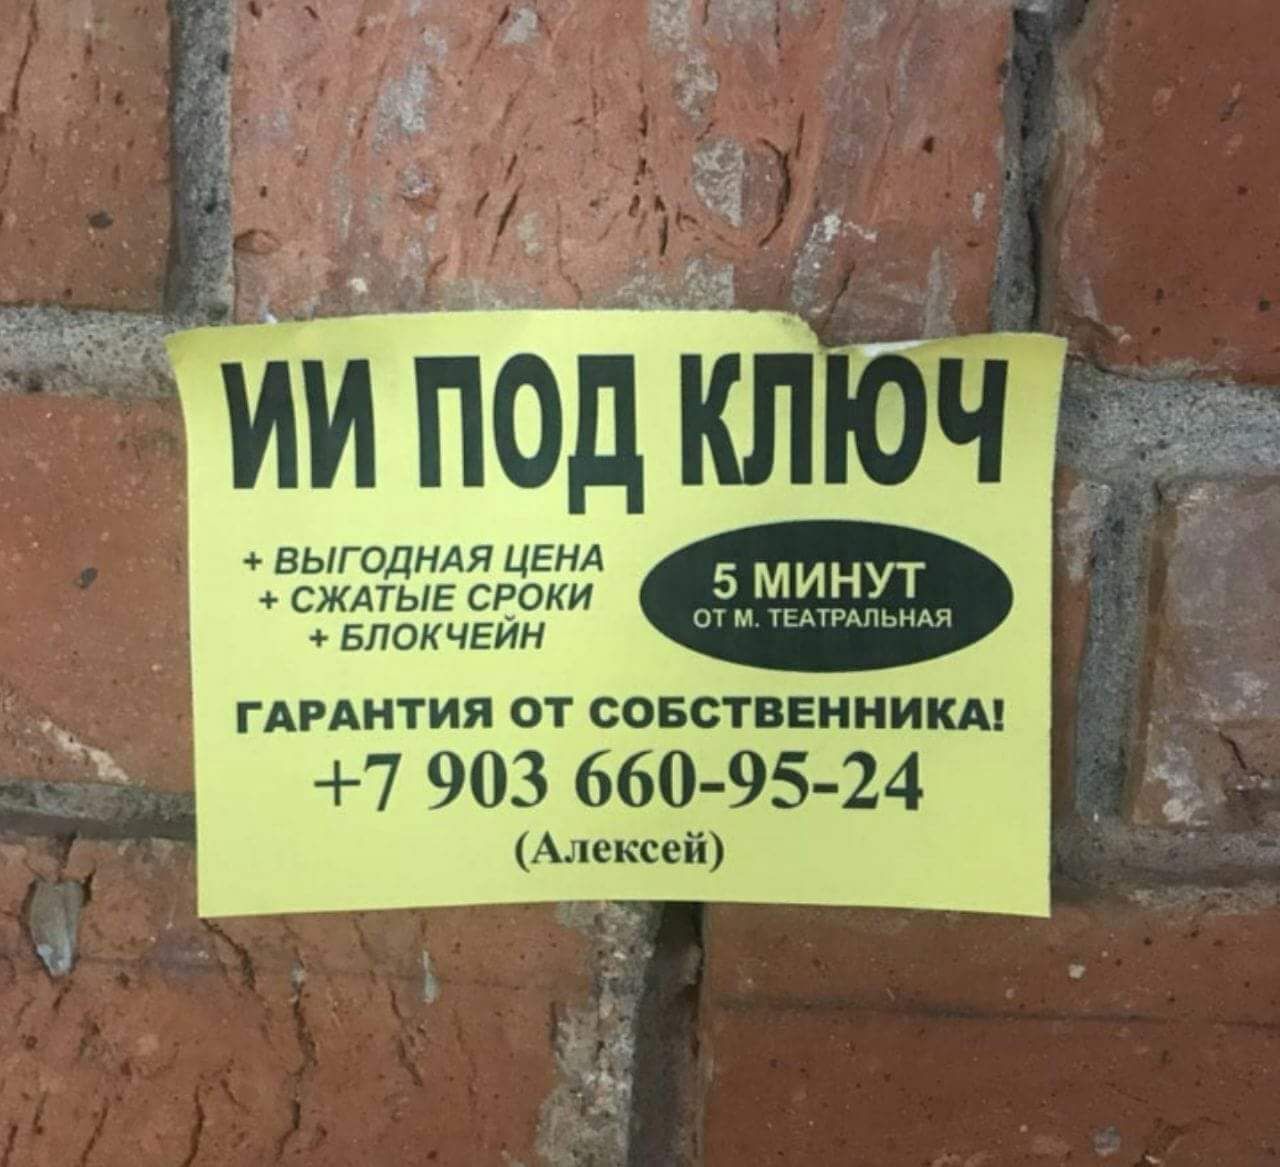 ИИ ПОД КЛЮЧ
+ ВЫГОДНАЯ ЦЕНА
+ СЖАТЫЕ СРОКИ
+ БЛОКЧЕЙН
5 МИНУТ
ОТ М. ТЕАТРАЛЬНАЯ
ГАРАНТИЯ ОТ СОБСТВЕННИКА!
+7 903 660-95-24
(Алексей)